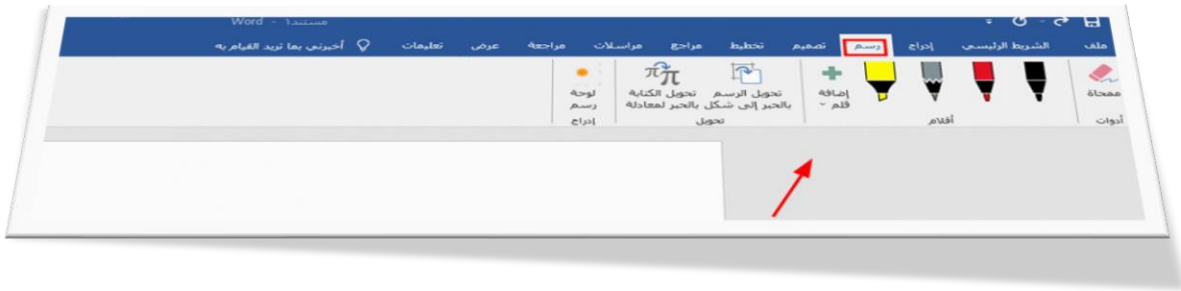 مستند١ - Word
ملف الشريط الرئيسي إدراج رسم تصميم تخطيط مراجع مراسلات مراجعة عرض تعليمات أخبرني بما تريد القيام به
ممحاة
إضافة قلم
تحويل الرسم بالحبر إلى شكل
تحويل الكتابة بالحبر لمعادلة
لوحة رسم
أدوات أقلام تحويل إدراج